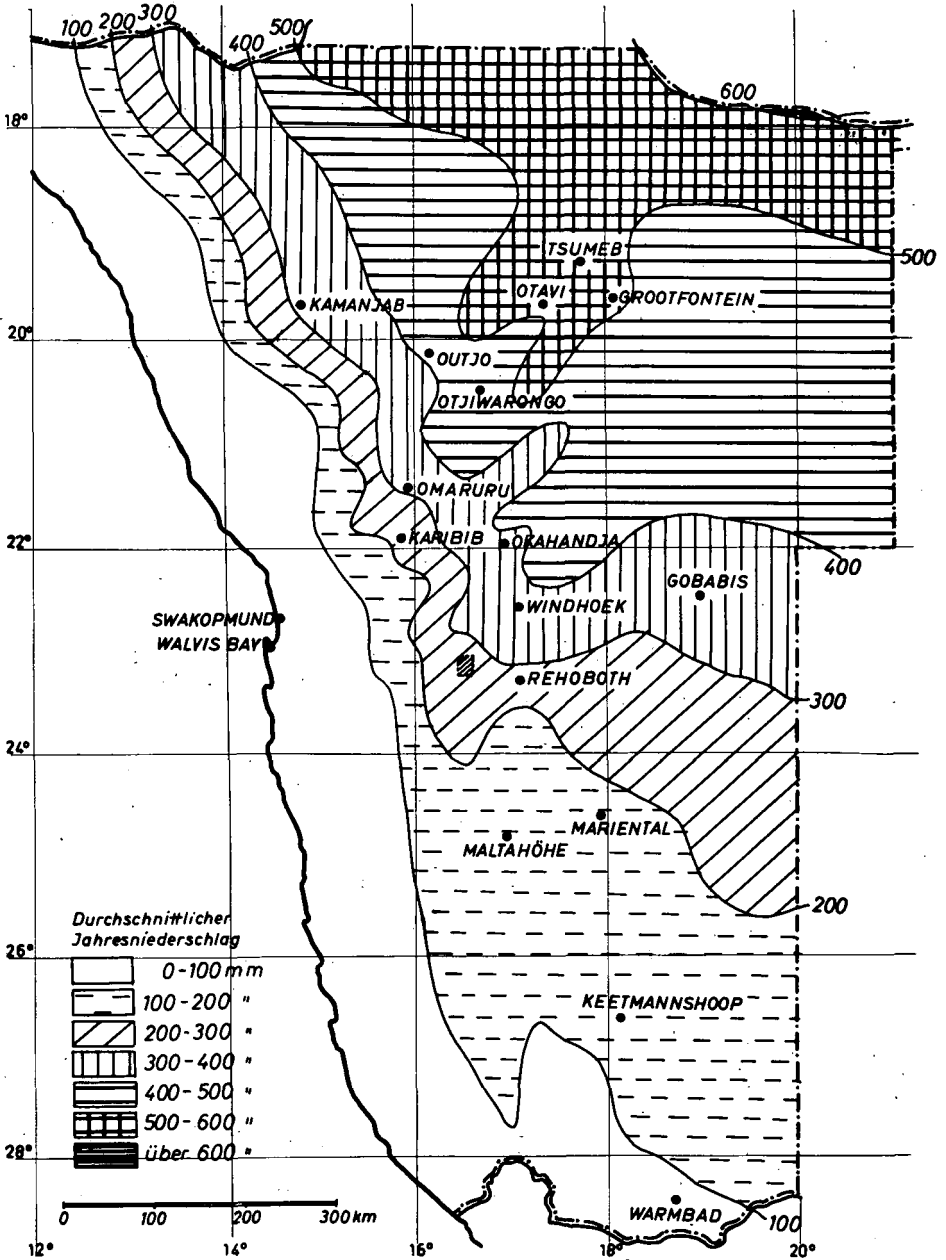 100 200 300 400 500
600
18°
500
TSUMEB
OTAVI
GROOTFONTEIN
KAMANJAB
20°
OUTJO
OTJIWARONGO
OMARURU
KARIBIB
OKAHANDJA
22°
400
GOBABIS
WINDHOEK
SWAKOPMUND
WALVIS BAY
REHOBOTH
300
24°
MARIENTAL
MALTAHÖHE
200
Durchschnittlicher
Jahresniederschlag
26°
0-100 mm
100-200 "
200-300 "
300-400 "
400-500 "
500-600 "
über 600 "
KEETMANNSHOOP
28°
0 100 200 300 km
WARMBAD
100
12° 14° 16° 18° 20°